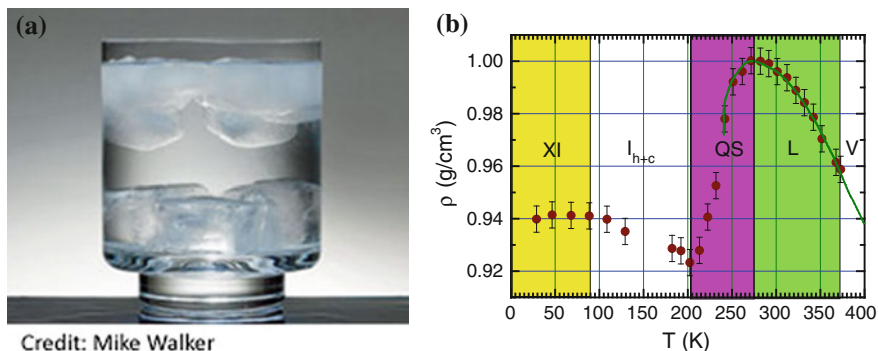 (a)
Credit: Mike Walker
(b)
ρ (g/cm³)
1.00
0.98
0.96
0.94
0.92
XI
I_{h+c}
QS
L
V
0 50 100 150 200 250 300 350 400
T (K)